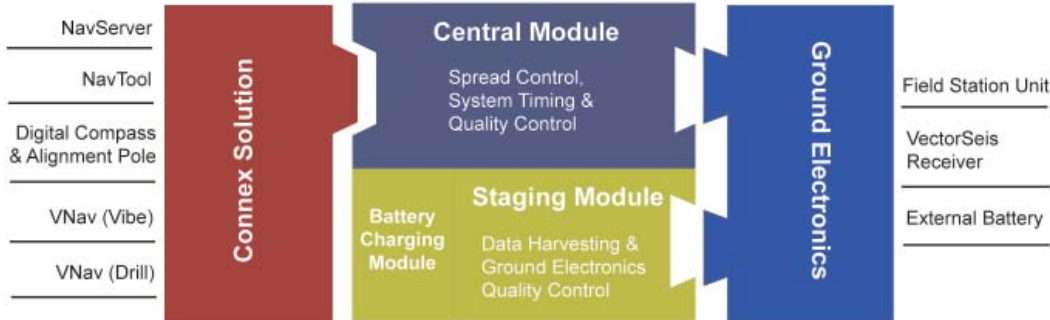 NavServer
NavTool
Digital Compass
& Alignment Pole
VNav (Vibe)
VNav (Drill)
Connex Solution
Central Module
Spread Control,
System Timing &
Quality Control
Battery
Charging
Module
Staging Module
Data Harvesting &
Ground Electronics
Quality Control
Ground Electronics
Field Station Unit
VectorSeis
Receiver
External Battery